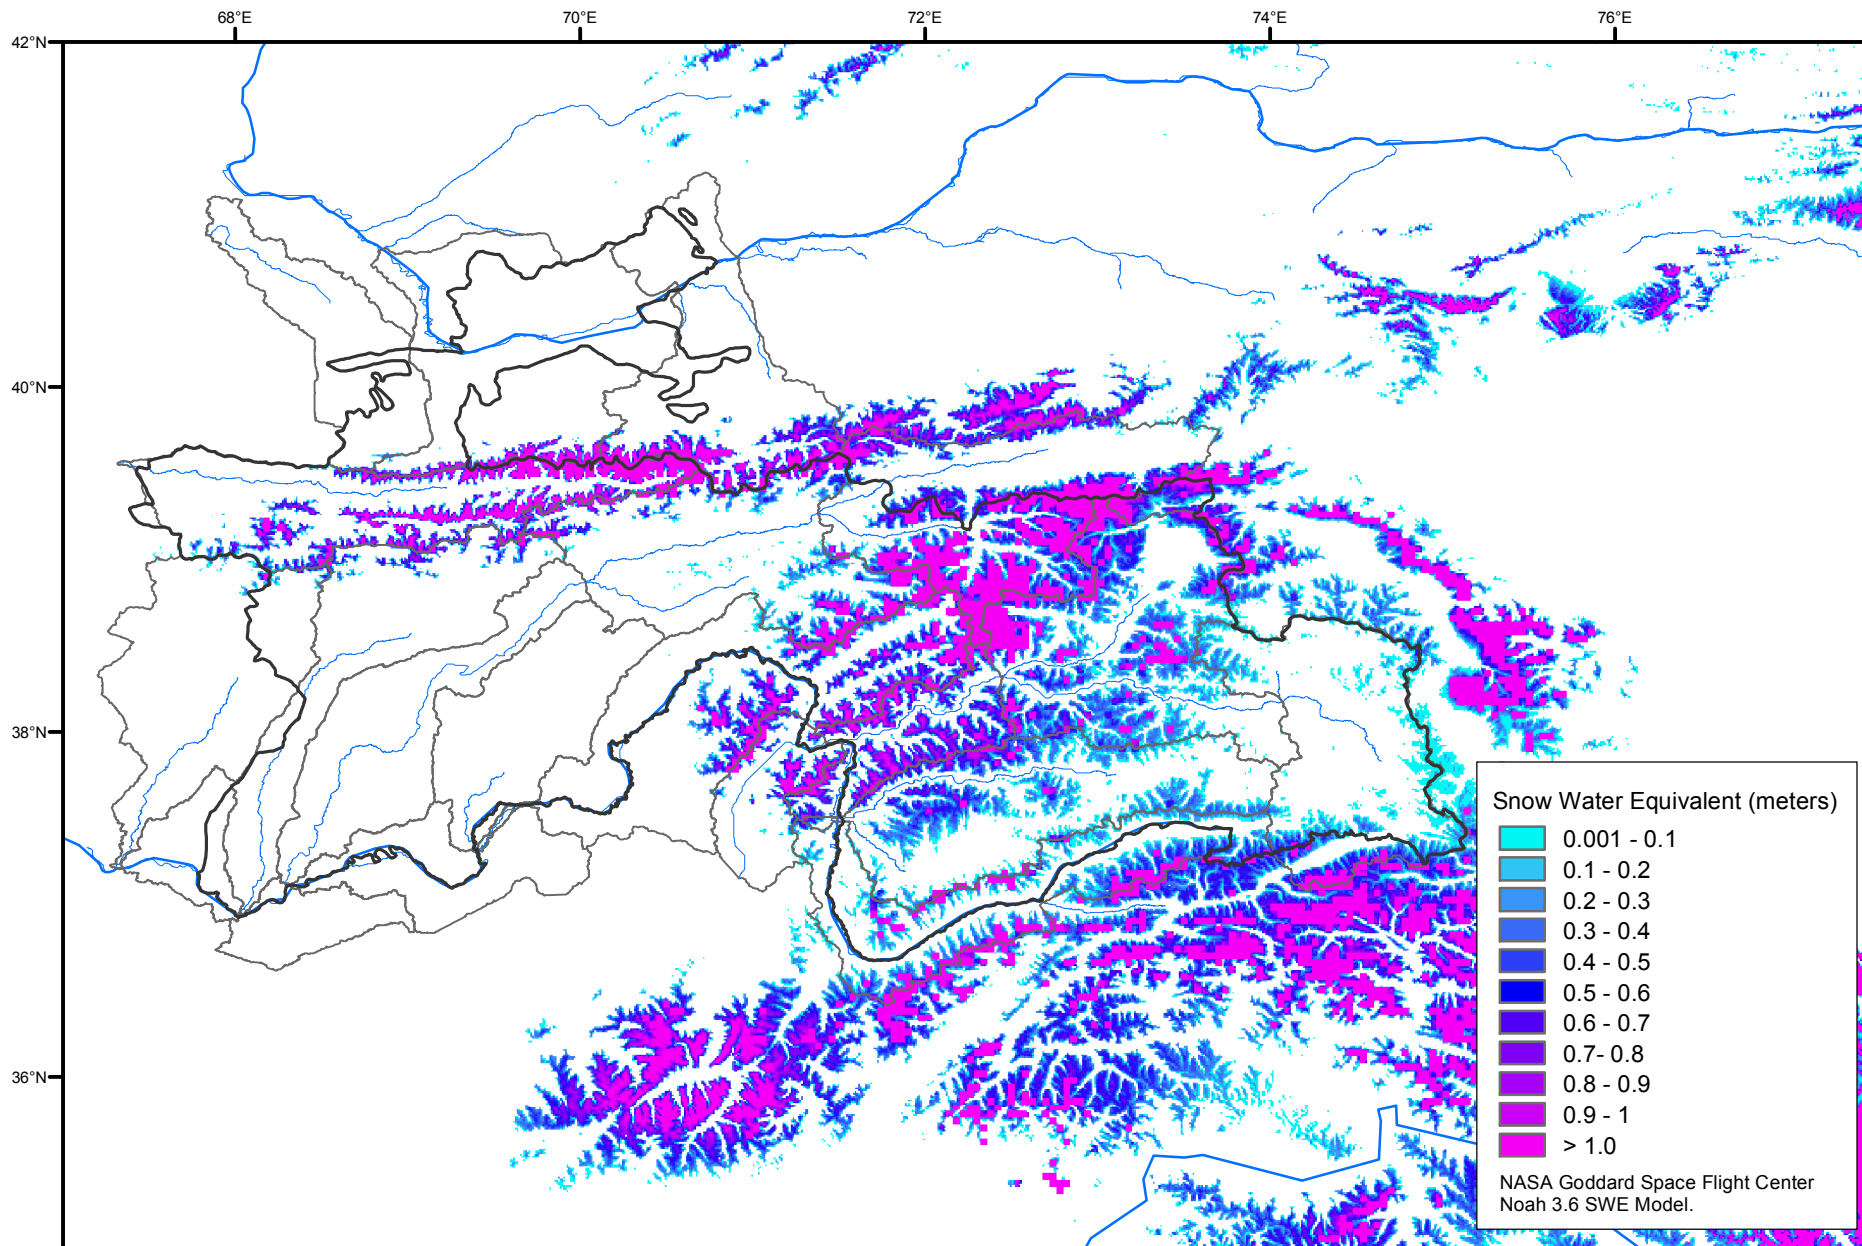 68°E
70°E
72°E
74°E
76°E
42°N
40°N
38°N
36°N
Snow Water Equivalent (meters)
0.001 - 0.1
0.1 - 0.2
0.2 - 0.3
0.3 - 0.4
0.4 - 0.5
0.5 - 0.6
0.6 - 0.7
0.7- 0.8
0.8 - 0.9
0.9 - 1
> 1.0
NASA Goddard Space Flight Center
Noah 3.6 SWE Model.